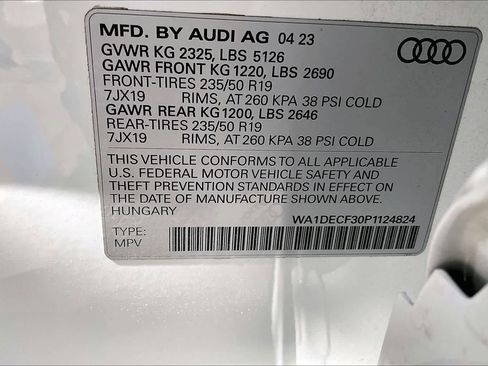 MFD. BY AUDI AG 04 23
GVWR KG 2325, LBS 5126
GAWR FRONT KG 1220, LBS 2690
FRONT-TIRES 235/50 R19
7JX19 RIMS, AT 260 KPA 38 PSI COLD
GAWR REAR KG1200, LBS 2646
REAR-TIRES 235/50 R19
7JX19 RIMS, AT 260 KPA 38 PSI COLD
THIS VEHICLE CONFORMS TO ALL APPLICABLE
U.S. FEDERAL MOTOR VEHICLE SAFETY AND
THEFT PREVENTION STANDARDS IN EFFECT ON
THE DATE OF MANUFACTURE SHOWN ABOVE.
HUNGARY WA1DECF30P1124824
TYPE:
MPV